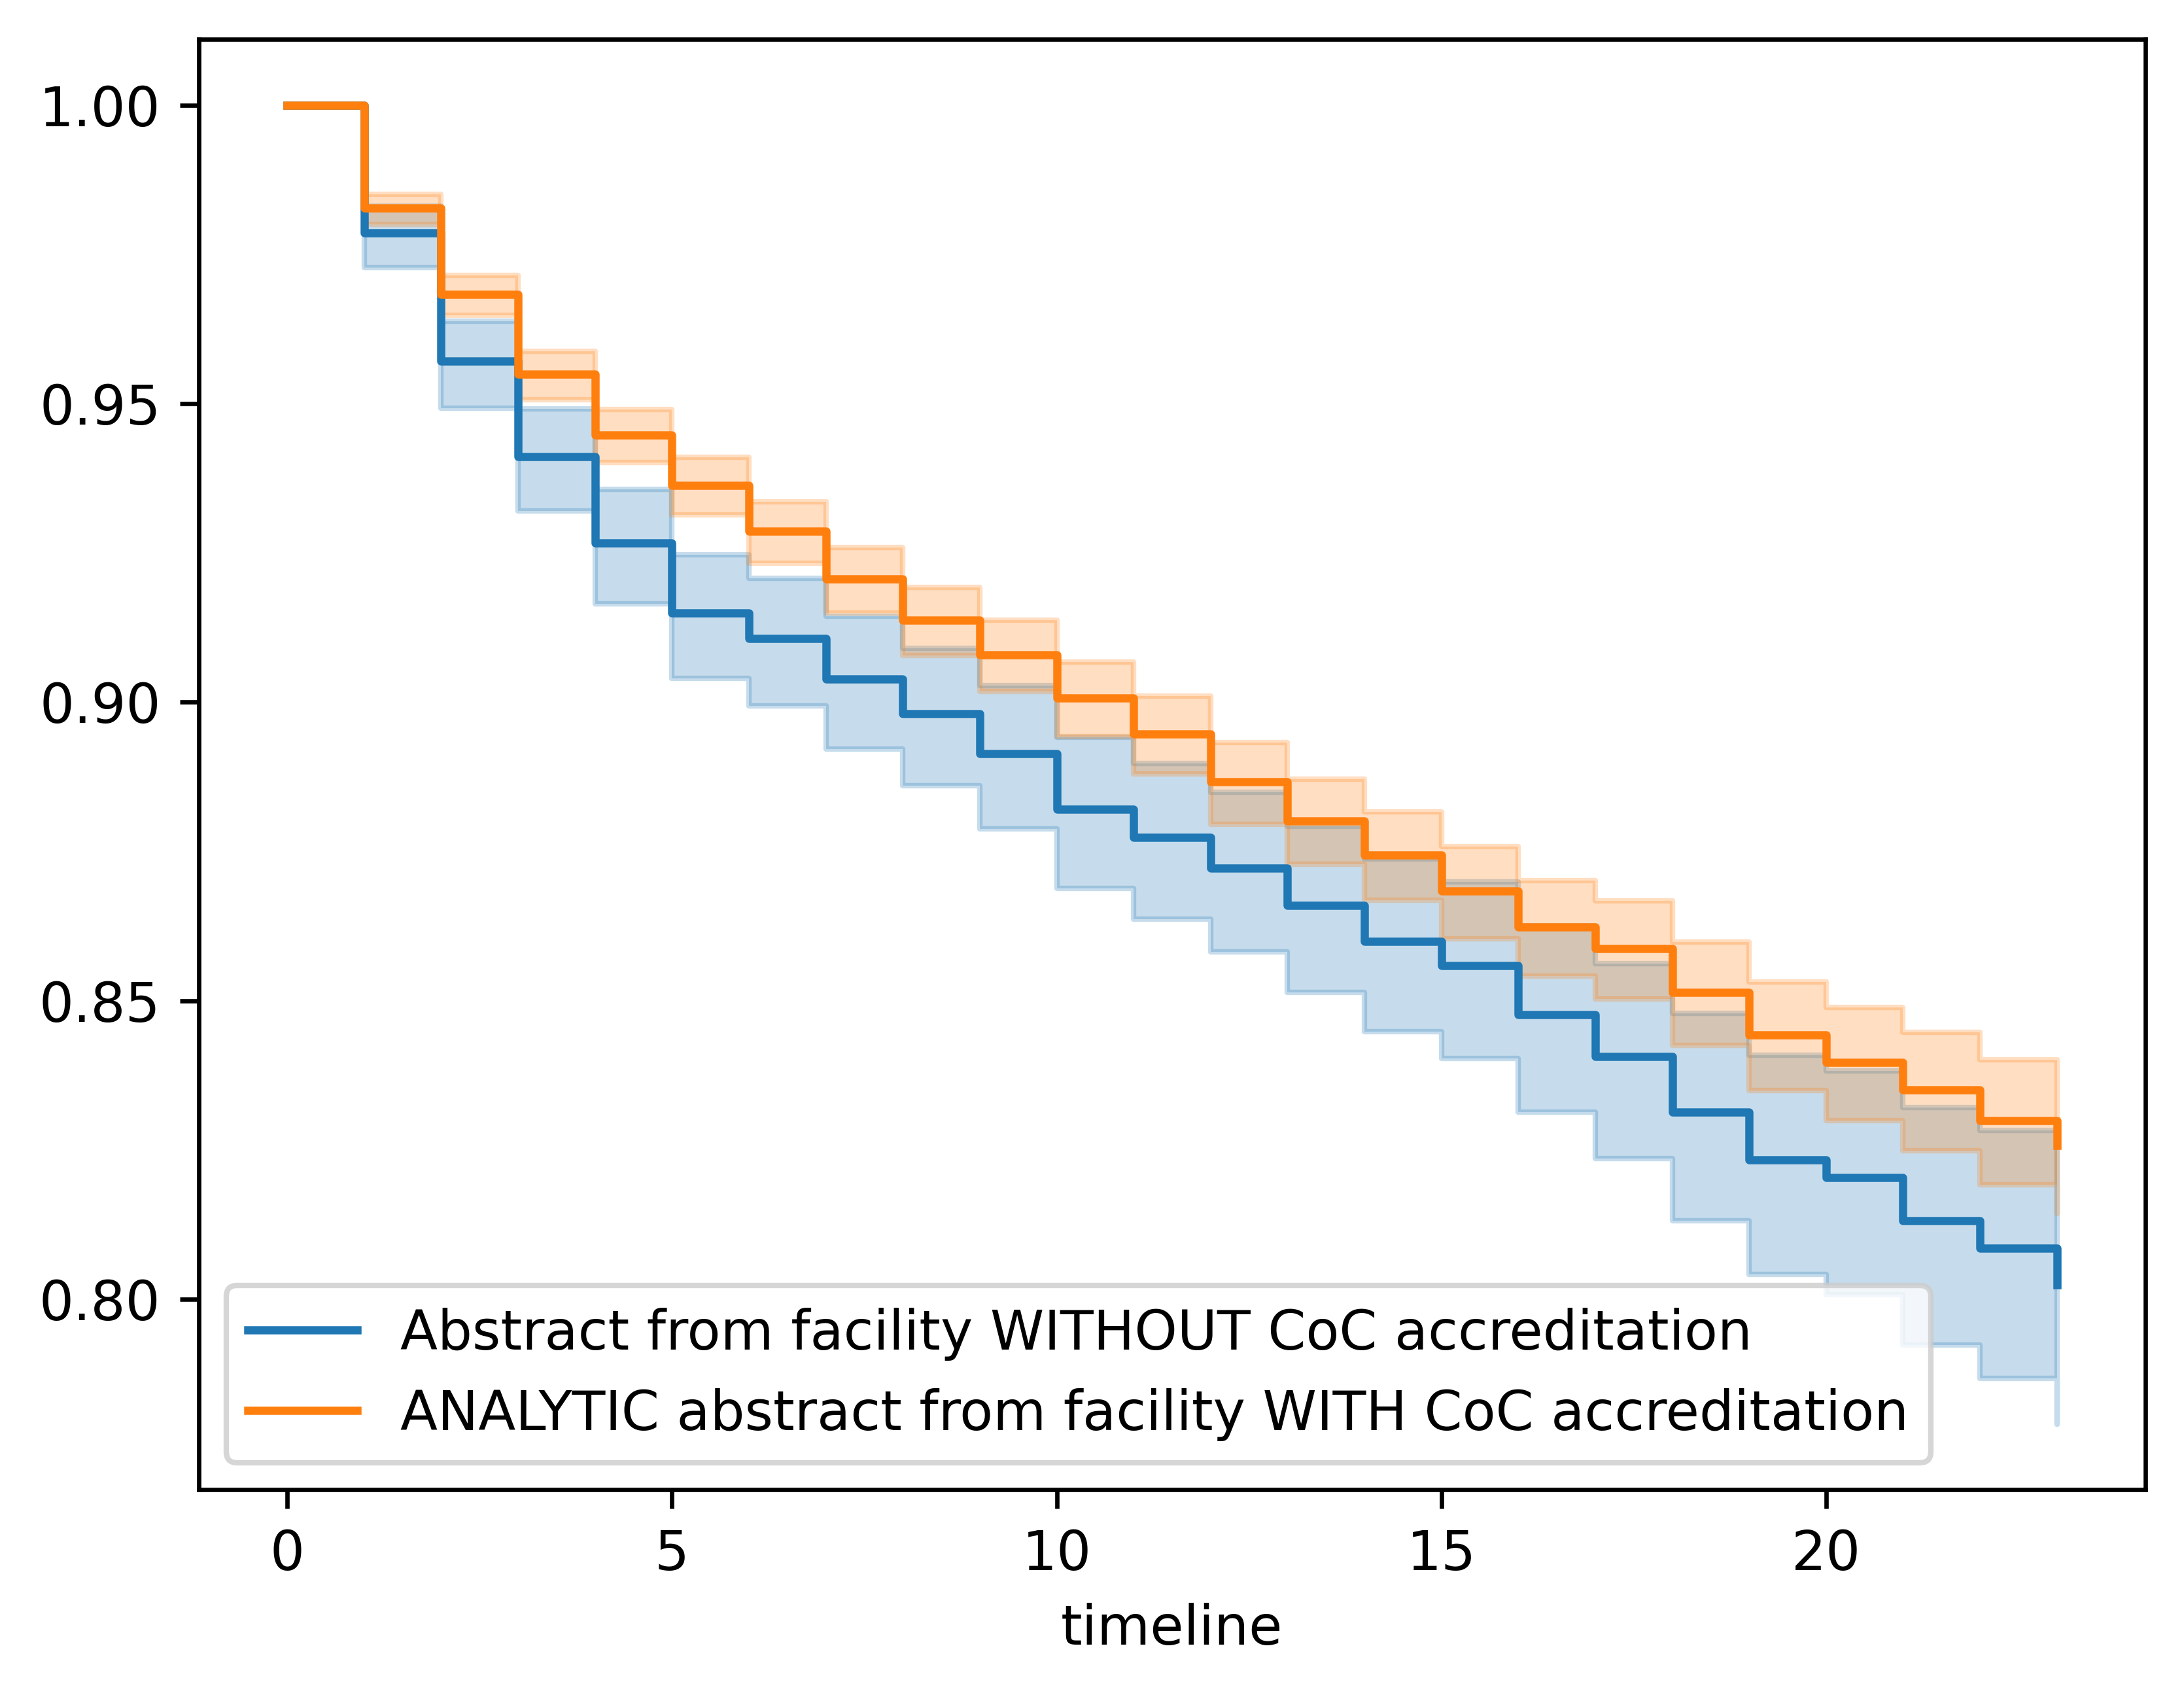 1.00
0.95
0.90
0.85
0.80
Abstract from facility WITHOUT CoC accreditation
ANALYTIC abstract from facility WITH CoC accreditation
0 5 10 15 20
timeline